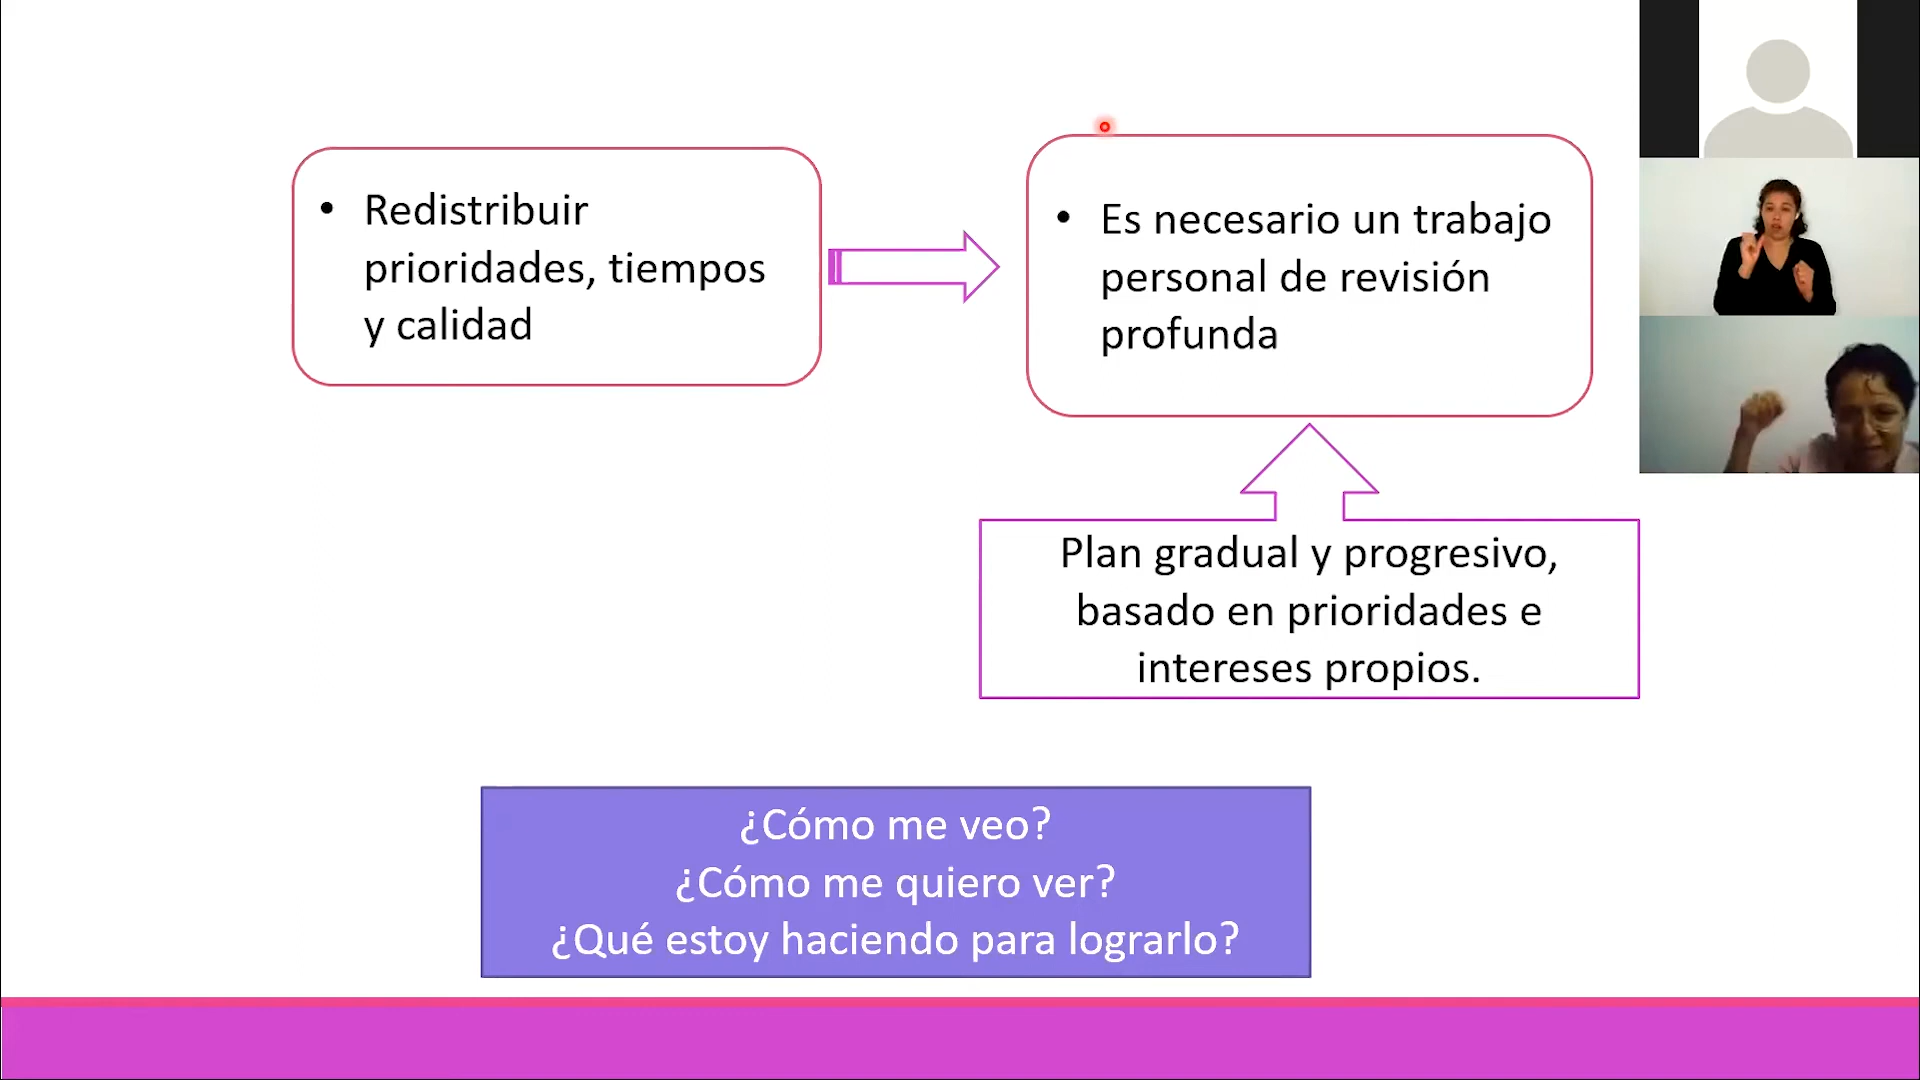 • Redistribuir
prioridades, tiempos
y calidad
• Es necesario un trabajo
personal de revisión
profunda
Plan gradual y progresivo,
basado en prioridades e
intereses propios.
¿Cómo me veo?
¿Cómo me quiero ver?
¿Qué estoy haciendo para lograrlo?